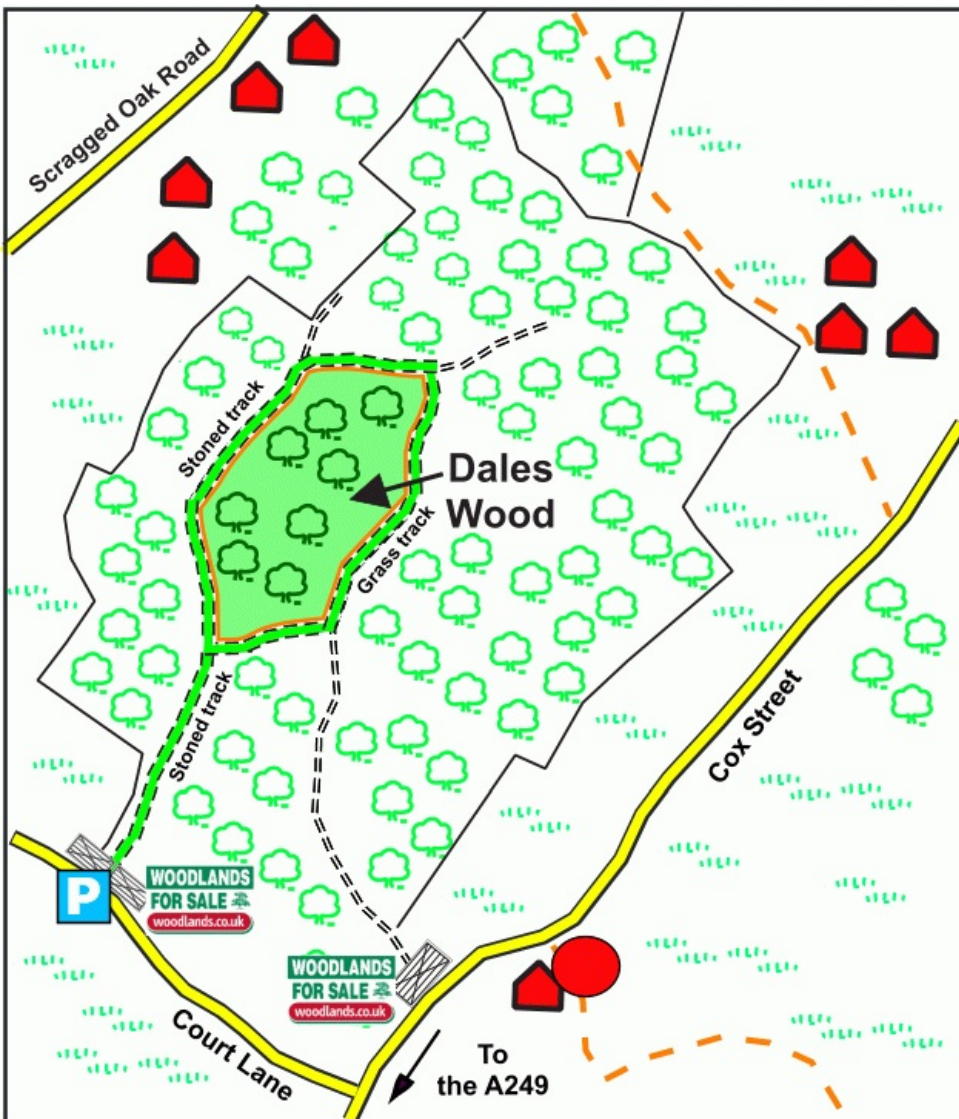 Scragged Oak Road
Stoned track
Dales
Wood
Grass track
Stoned track
Cox Street
P
WOODLANDS
FOR SALE
woodlands.co.uk
WOODLANDS
FOR SALE
woodlands.co.uk
Court Lane
To
the A249